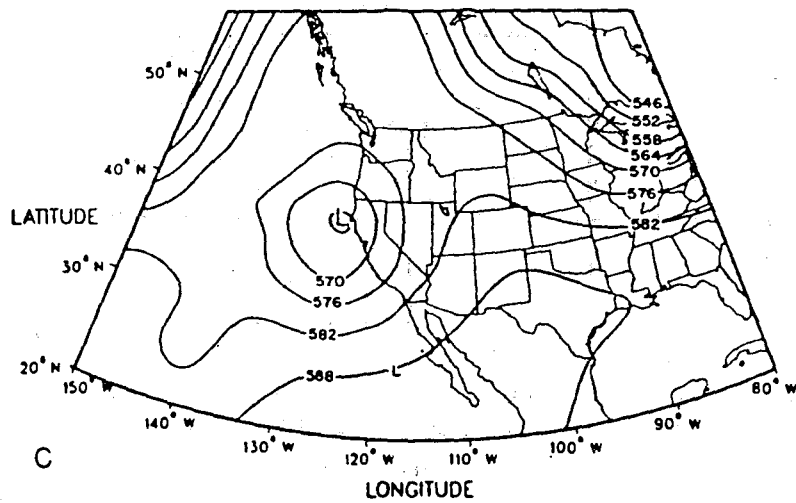 50° N
546
552
558
564
40° N
570
576
LATITUDE
L
582
30° N
570
576
582
20° N
588
L
150° W
80° W
140° W
90° W
130° W
120° W
110° W
100° W
C
LONGITUDE